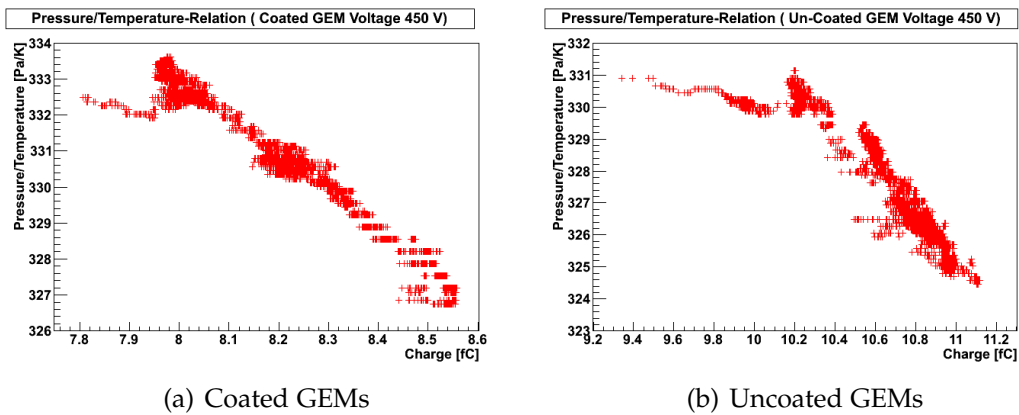 Pressure/Temperature-Relation ( Coated GEM Voltage 450 V)
Pressure/Temperature [Pa/K]
334
333
332
331
330
329
328
327
326
7.8 7.9 8 8.1 8.2 8.3 8.4 8.5 8.6
Charge [fC]
(a) Coated GEMs
Pressure/Temperature-Relation ( Un-Coated GEM Voltage 450 V)
Pressure/Temperature [Pa/K]
332
331
330
329
328
327
326
325
324
323
9.2 9.4 9.6 9.8 10 10.2 10.4 10.6 10.8 11 11.2
Charge [fC]
(b) Uncoated GEMs